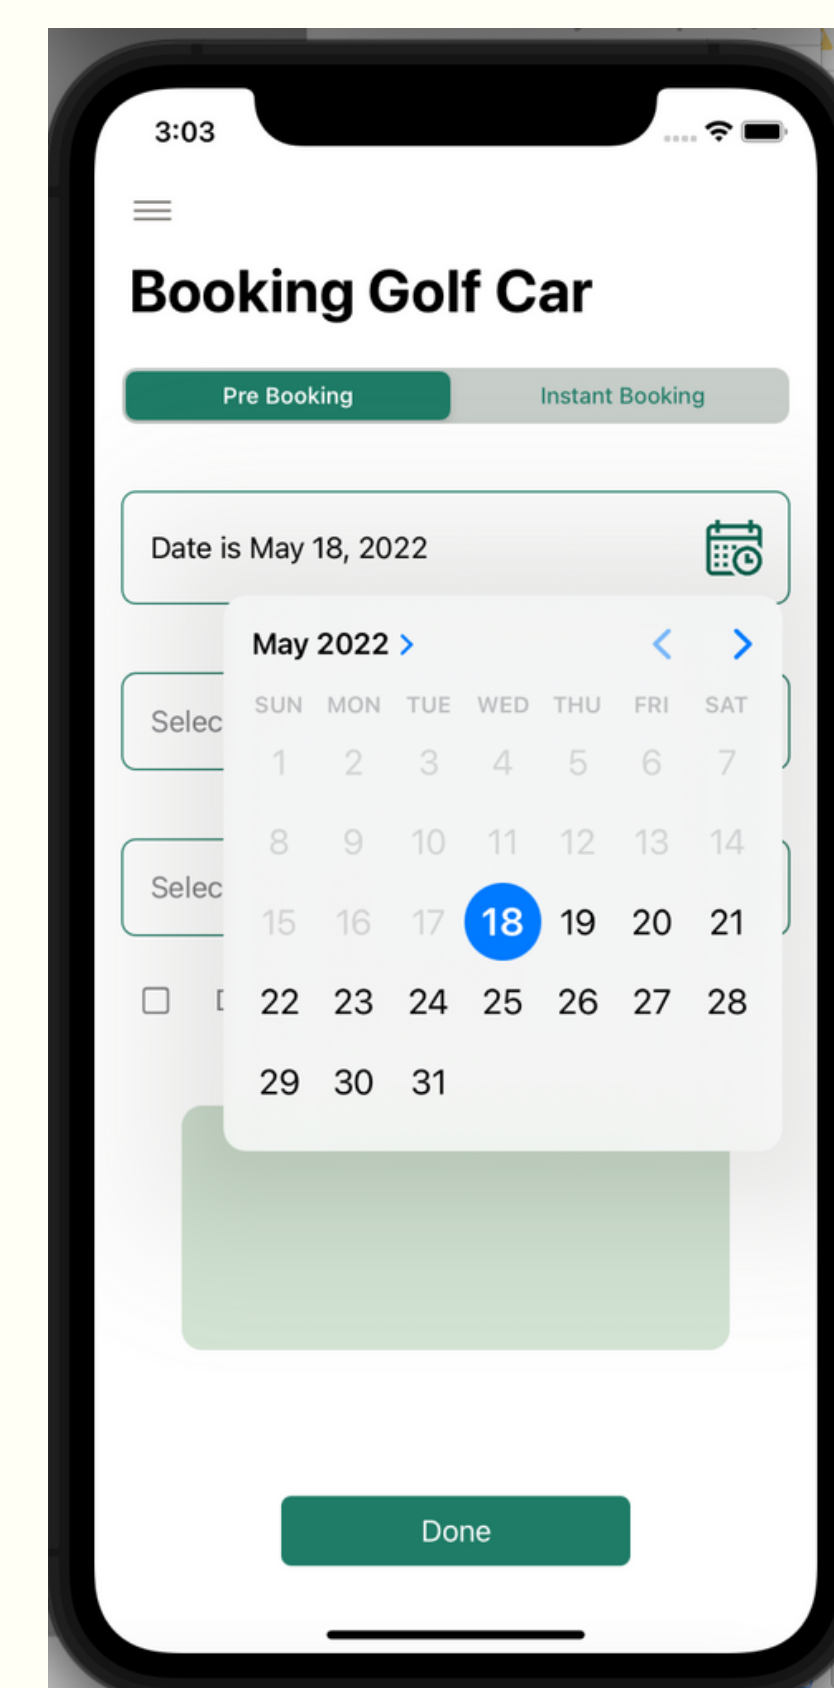 3:03
Booking Golf Car
Pre Booking Instant Booking
Date is May 18, 2022
May 2022
SUN MON TUE WED THU FRI SAT
Selec
1 2 3 4 5 6 7
8 9 10 11 12 13 14
Selec
15 16 17 18 19 20 21
22 23 24 25 26 27 28
29 30 31
Done